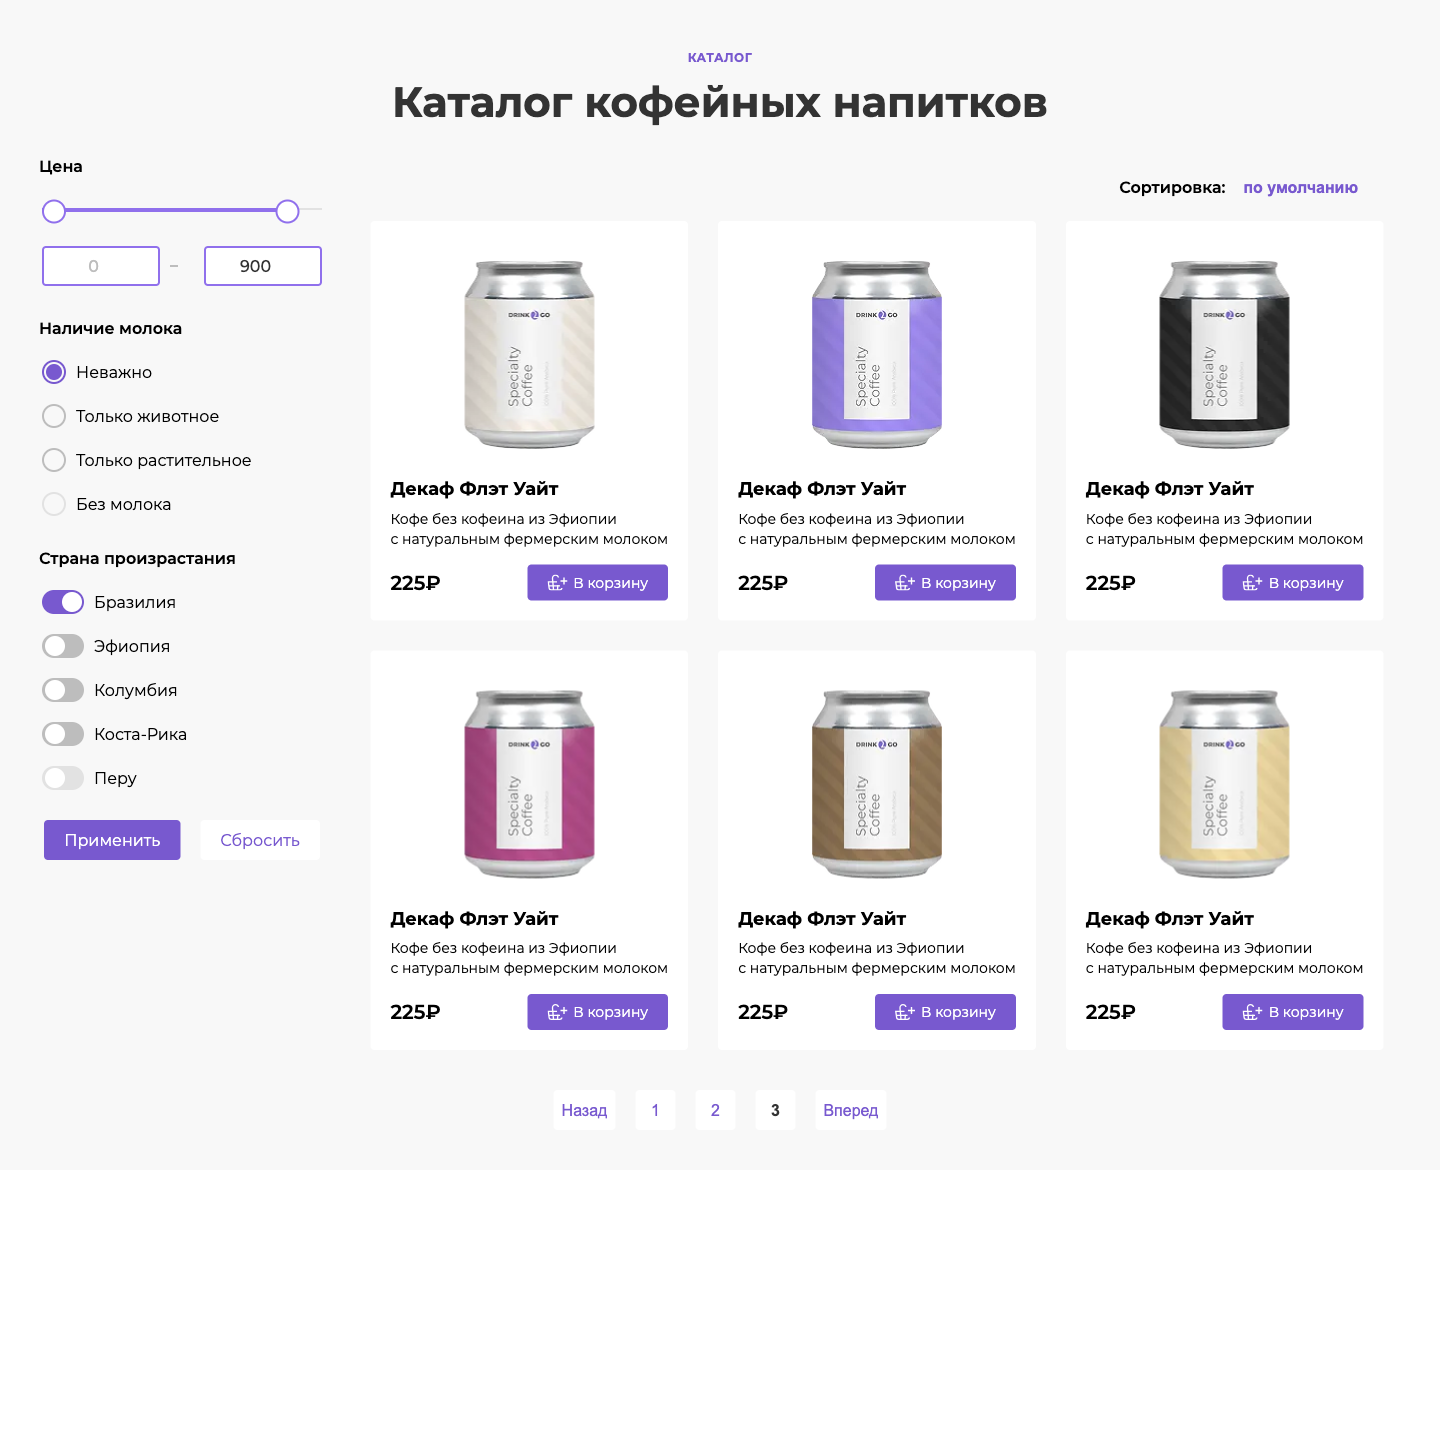 КАТАЛОГ
Каталог кофейных напитков
Цена
0
–
900
Наличие молока
Неважно
Только животное
Только растительное
Без молока
Страна произрастания
Бразилия
Эфиопия
Колумбия
Коста-Рика
Перу
Применить
Сбросить
Сортировка: по умолчанию
DRINK 2 GO
Specialty
Coffee
Декаф Флэт Уайт
Кофе без кофеина из Эфиопии
с натуральным фермерским молоком
225₽
В корзину
DRINK 2 GO
Specialty
Coffee
Декаф Флэт Уайт
Кофе без кофеина из Эфиопии
с натуральным фермерским молоком
225₽
В корзину
DRINK 2 GO
Specialty
Coffee
Декаф Флэт Уайт
Кофе без кофеина из Эфиопии
с натуральным фермерским молоком
225₽
В корзину
DRINK 2 GO
Specialty
Coffee
Декаф Флэт Уайт
Кофе без кофеина из Эфиопии
с натуральным фермерским молоком
225₽
В корзину
DRINK 2 GO
Specialty
Coffee
Декаф Флэт Уайт
Кофе без кофеина из Эфиопии
с натуральным фермерским молоком
225₽
В корзину
DRINK 2 GO
Specialty
Coffee
Декаф Флэт Уайт
Кофе без кофеина из Эфиопии
с натуральным фермерским молоком
225₽
В корзину
Назад 1 2 3 Вперед